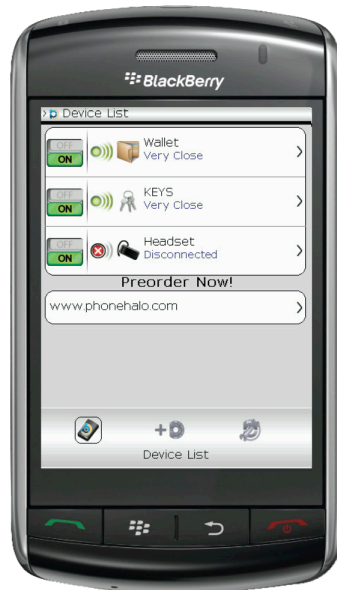 BlackBerry
Device List
OFF
ON
Wallet
Very Close
OFF
ON
KEYS
Very Close
OFF
ON
Headset
Disconnected
Preorder Now!
www.phonehalo.com
+D
Device List